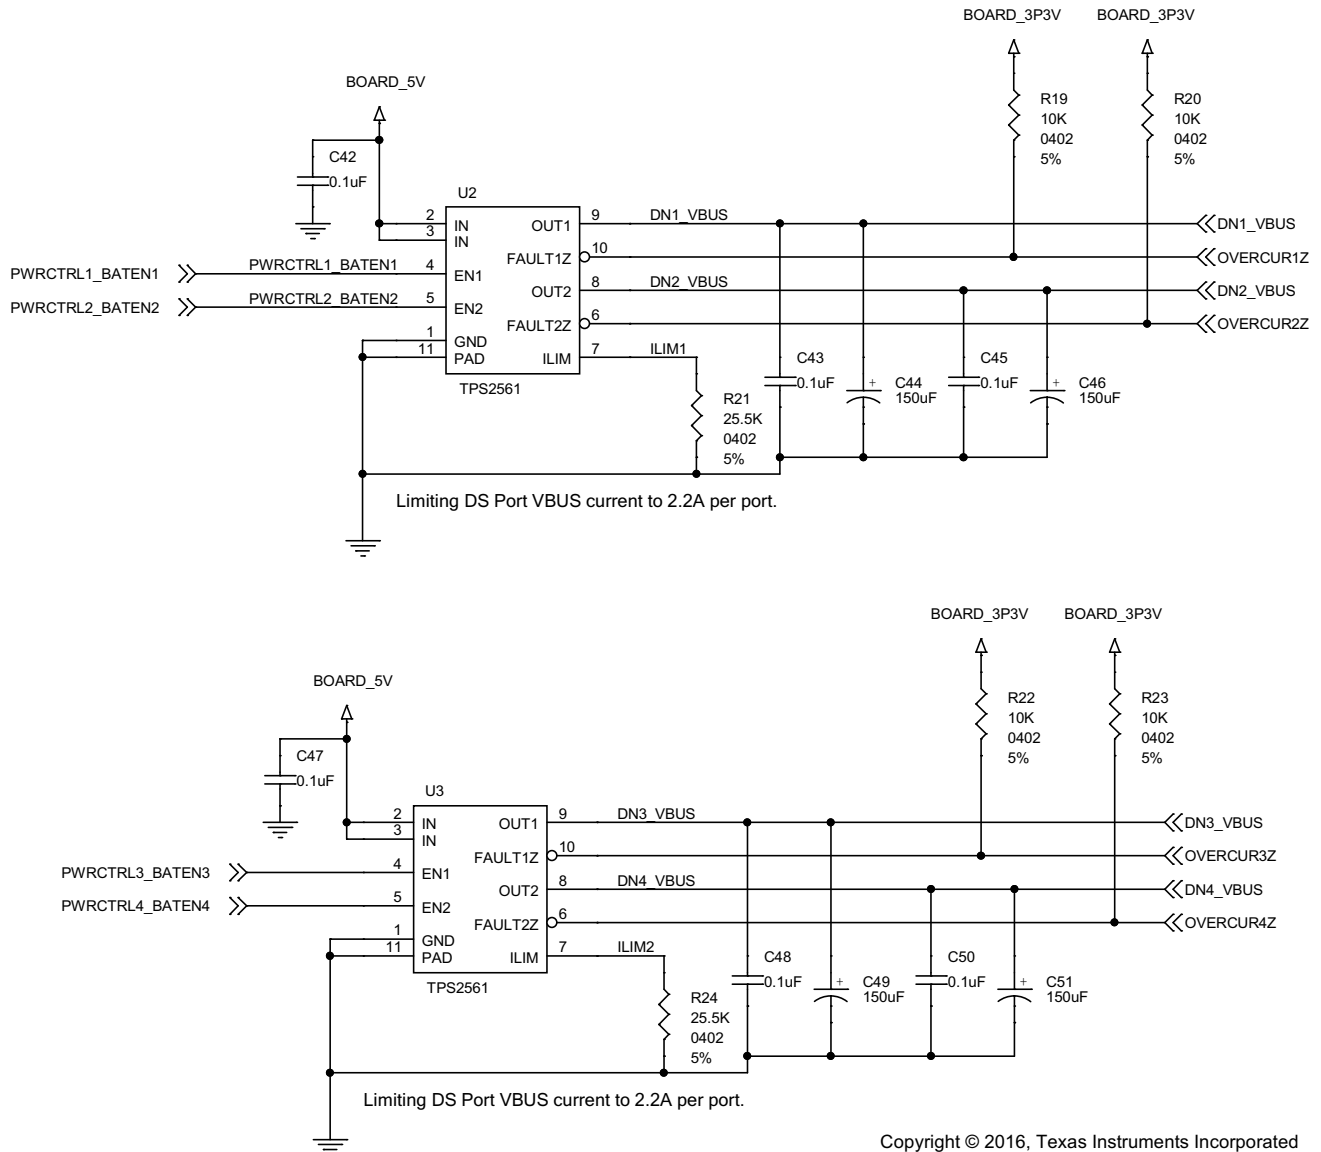 BOARD_3P3V BOARD_3P3V
BOARD_5V
R19
10K
0402
5%
R20
10K
0402
5%
C42
0.1uF
U2
2 IN
3 IN
4 EN1
5 EN2
1 GND
11 PAD
OUT1 9
FAULT1Z 10
OUT2 8
FAULT2Z 6
ILIM 7
TPS2561
PWRCTRL1_BATEN1 PWRCTRL1_BATEN1
PWRCTRL2_BATEN2 PWRCTRL2_BATEN2
DN1_VBUS DN1_VBUS
OVERCUR1Z
DN2_VBUS DN2_VBUS
OVERCUR2Z
ILIM1
R21
25.5K
0402
5%
C43
0.1uF
+
C44
150uF
C45
0.1uF
+
C46
150uF
Limiting DS Port VBUS current to 2.2A per port.
BOARD_3P3V BOARD_3P3V
BOARD_5V
R22
10K
0402
5%
R23
10K
0402
5%
C47
0.1uF
U3
2 IN
3 IN
4 EN1
5 EN2
1 GND
11 PAD
OUT1 9
FAULT1Z 10
OUT2 8
FAULT2Z 6
ILIM 7
TPS2561
PWRCTRL3_BATEN3
PWRCTRL4_BATEN4
DN3_VBUS DN3_VBUS
OVERCUR3Z
DN4_VBUS DN4_VBUS
OVERCUR4Z
ILIM2
R24
25.5K
0402
5%
C48
0.1uF
+
C49
150uF
C50
0.1uF
+
C51
150uF
Limiting DS Port VBUS current to 2.2A per port.
Copyright © 2016, Texas Instruments Incorporated